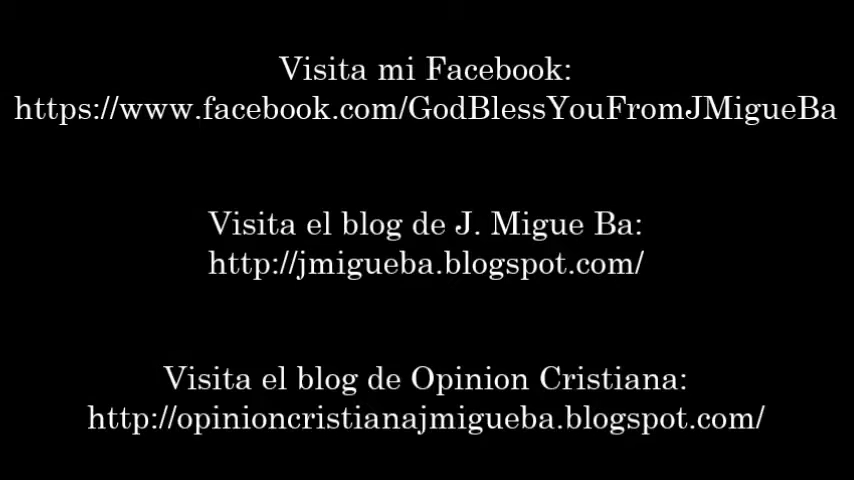 Visita mi Facebook:
https://www.facebook.com/GodBlessYouFromJMigueBa
Visita el blog de J. Migue Ba:
http://jmigueba.blogspot.com/
Visita el blog de Opinion Cristiana:
http://opinioncristianajmigueba.blogspot.com/